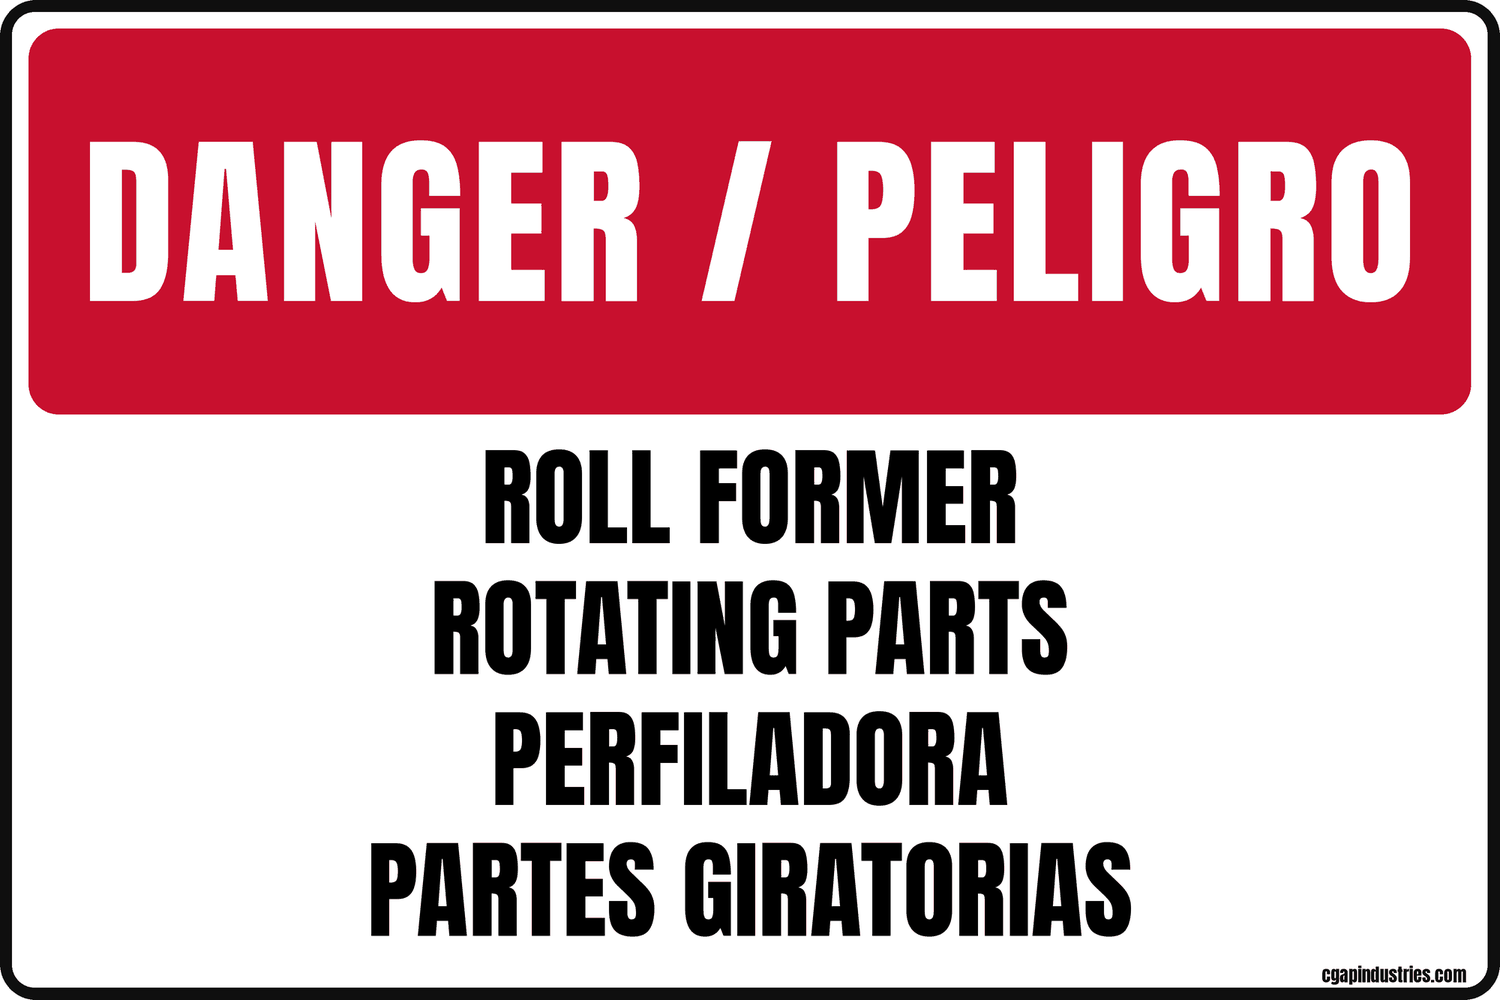 DANGER / PELIGRO
ROLL FORMER
ROTATING PARTS
PERFILADORA
PARTES GIRATORIAS
cgapindustries.com